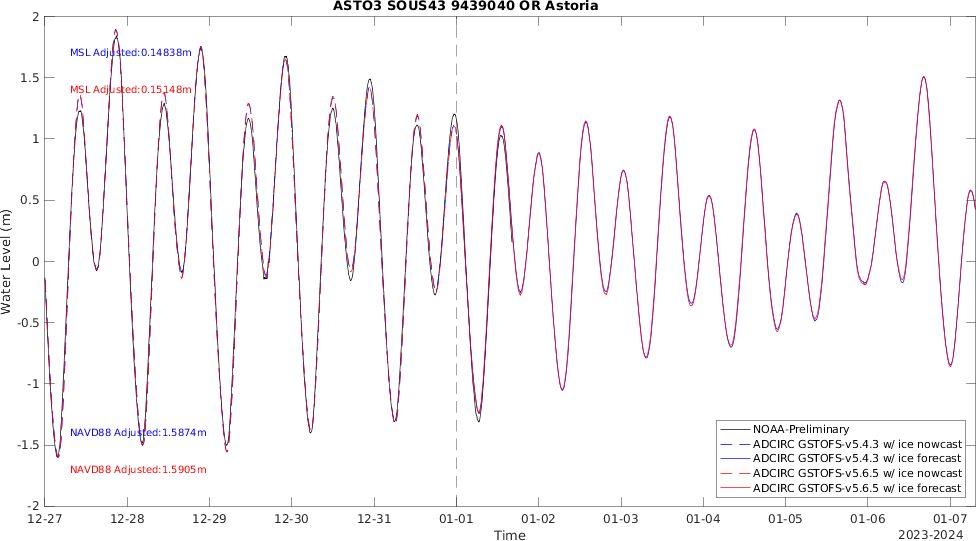 ASTO3 SOUS43 9439040 OR Astoria
2
1.5
1
0.5
0
-0.5
-1
-1.5
-2
Water Level (m)
MSL Adjusted:0.14838m
MSL Adjusted:0.15148m
NAVD88 Adjusted:1.5874m
NAVD88 Adjusted:1.5905m
NOAA-Preliminary
ADCIRC GSTOFS-v5.4.3 w/ ice nowcast
ADCIRC GSTOFS-v5.4.3 w/ ice forecast
ADCIRC GSTOFS-v5.6.5 w/ ice nowcast
ADCIRC GSTOFS-v5.6.5 w/ ice forecast
12-27 12-28 12-29 12-30 12-31 01-01 01-02 01-03 01-04 01-05 01-06 01-07
Time
2023-2024